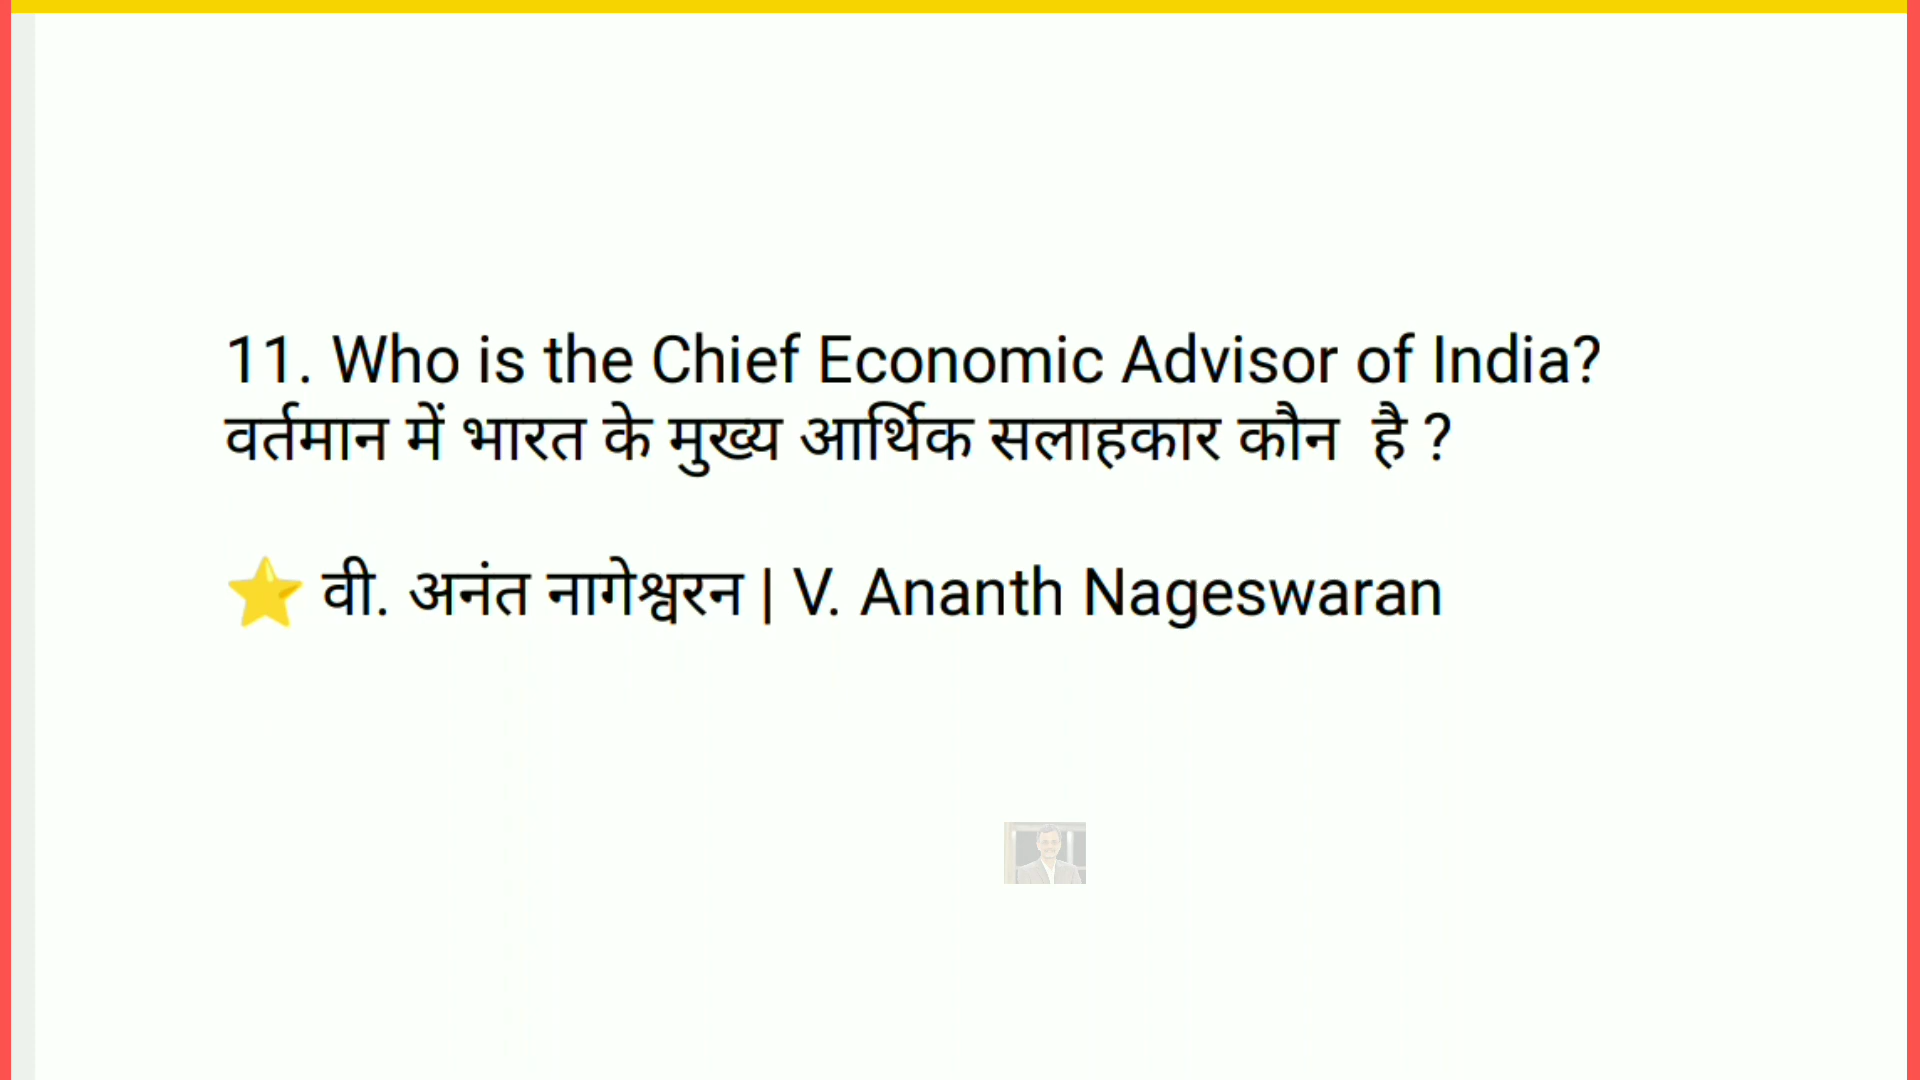 11. Who is the Chief Economic Advisor of India?
वर्तमान में भारत के मुख्य आर्थिक सलाहकार कौन  है ?
⭐ वी. अनंत नागेश्वरन | V. Ananth Nageswaran